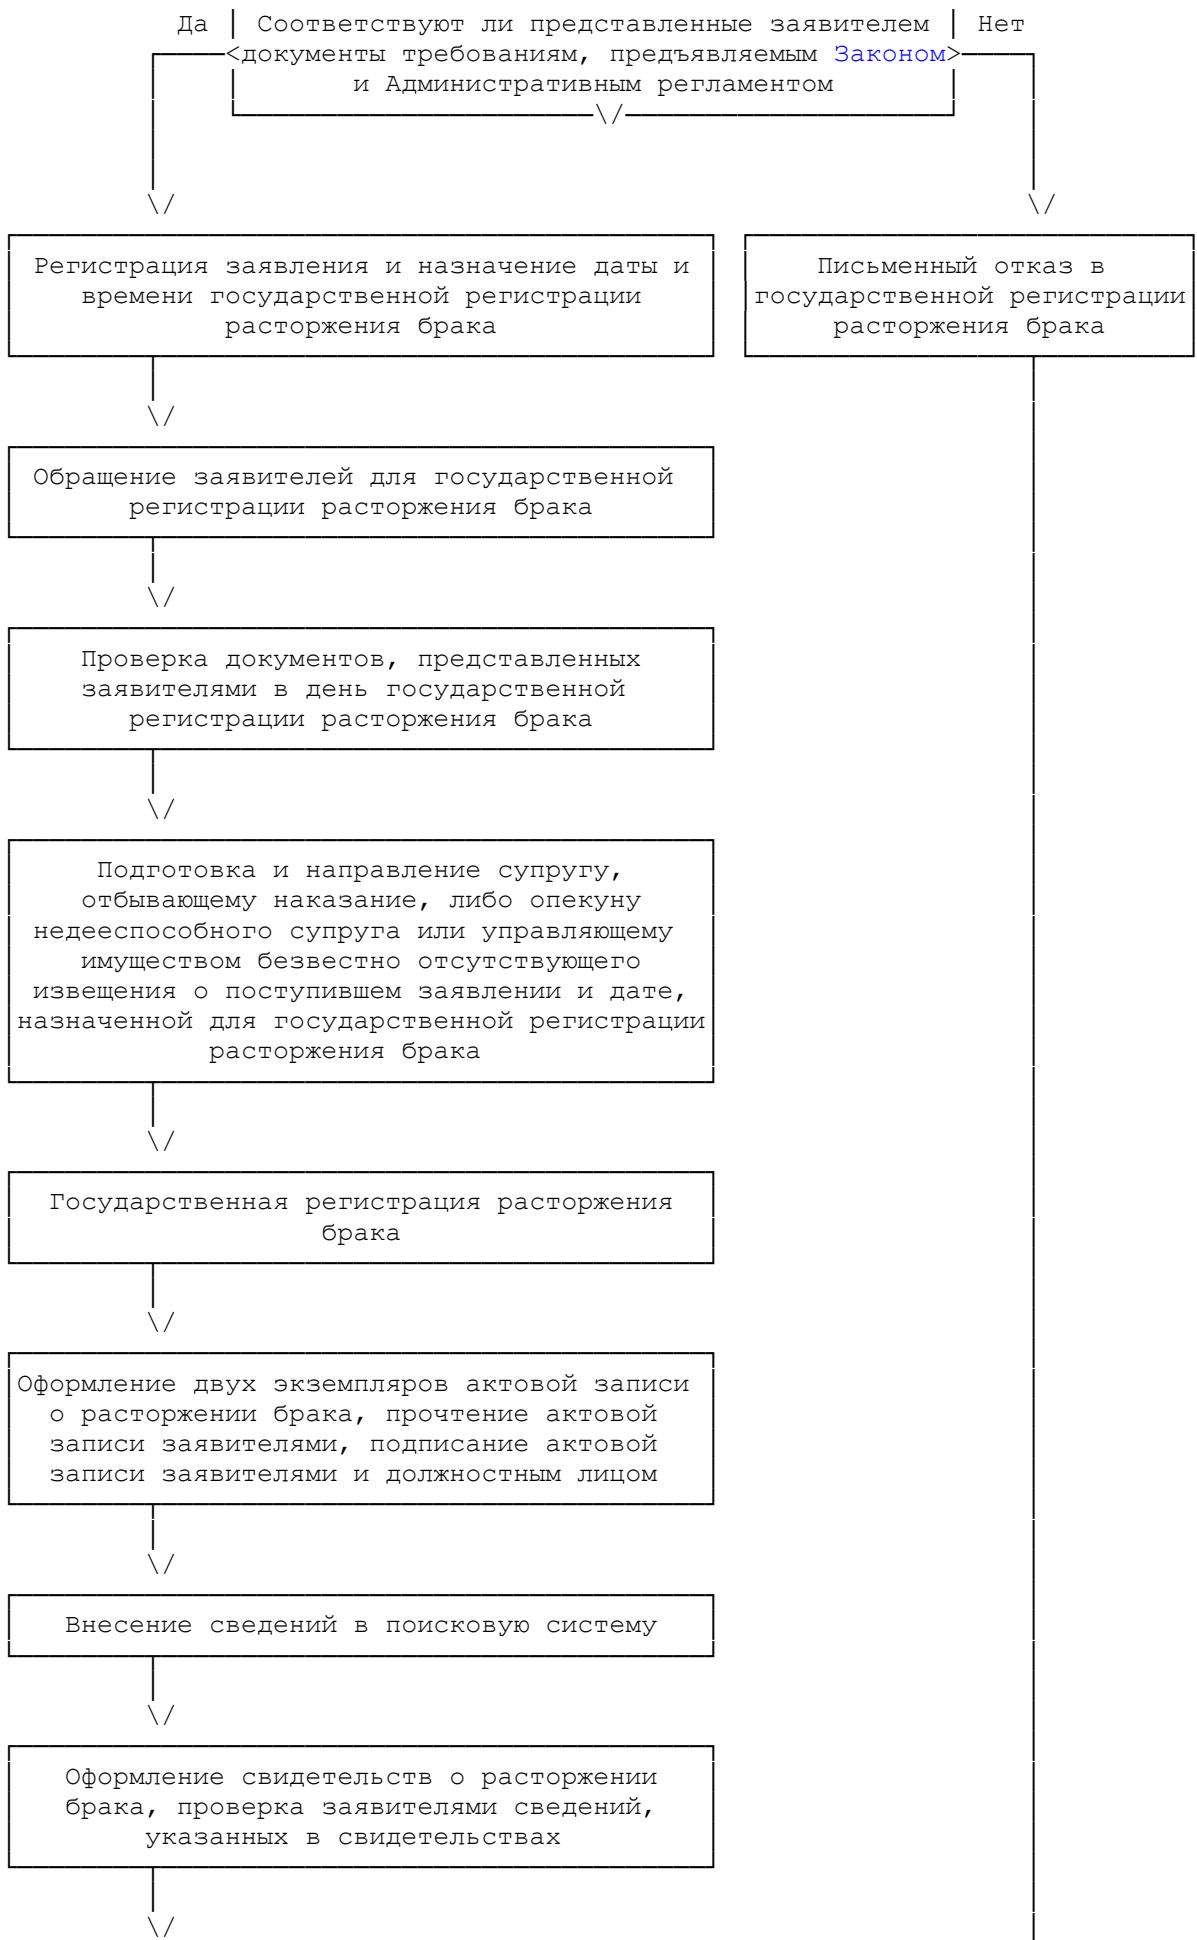 Да | Соответствуют ли представленные заявителем | Нет
<документы требованиям, предъявляемым Законом>
и Административным регламентом
Регистрация заявления и назначение даты и
времени государственной регистрации
расторжения брака
Письменный отказ в
государственной регистрации
расторжения брака
Обращение заявителей для государственной
регистрации расторжения брака
Проверка документов, представленных
заявителями в день государственной
регистрации расторжения брака
Подготовка и направление супругу,
отбывающему наказание, либо опекуну
недееспособного супруга или управляющему
имуществом безвестно отсутствующего
извещения о поступившем заявлении и дате,
назначенной для государственной регистрации
расторжения брака
Государственная регистрация расторжения
брака
Оформление двух экземпляров актовой записи
о расторжении брака, прочтение актовой
записи заявителями, подписание актовой
записи заявителями и должностным лицом
Внесение сведений в поисковую систему
Оформление свидетельств о расторжении
брака, проверка заявителями сведений,
указанных в свидетельствах